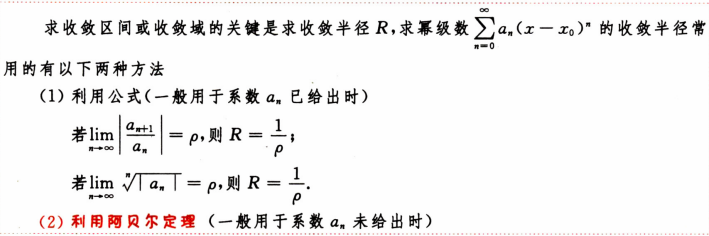 求收敛区间或收敛域的关键是求收敛半径 R,求幂级数 $\sum_{n=0}^{\infty} a_n(x-x_0)^n$ 的收敛半径常
用的有以下两种方法
(1) 利用公式(一般用于系数 $a_n$ 已给出时)
若 $\lim_{n\to\infty}\left|\frac{a_{n+1}}{a_n}\right|=\rho$,则 $R=\frac{1}{\rho}$;
若 $\lim_{n\to\infty}\sqrt[n]{|a_n|}=\rho$,则 $R=\frac{1}{\rho}$.
(2) 利用阿贝尔定理 (一般用于系数 $a_n$ 未给出时)